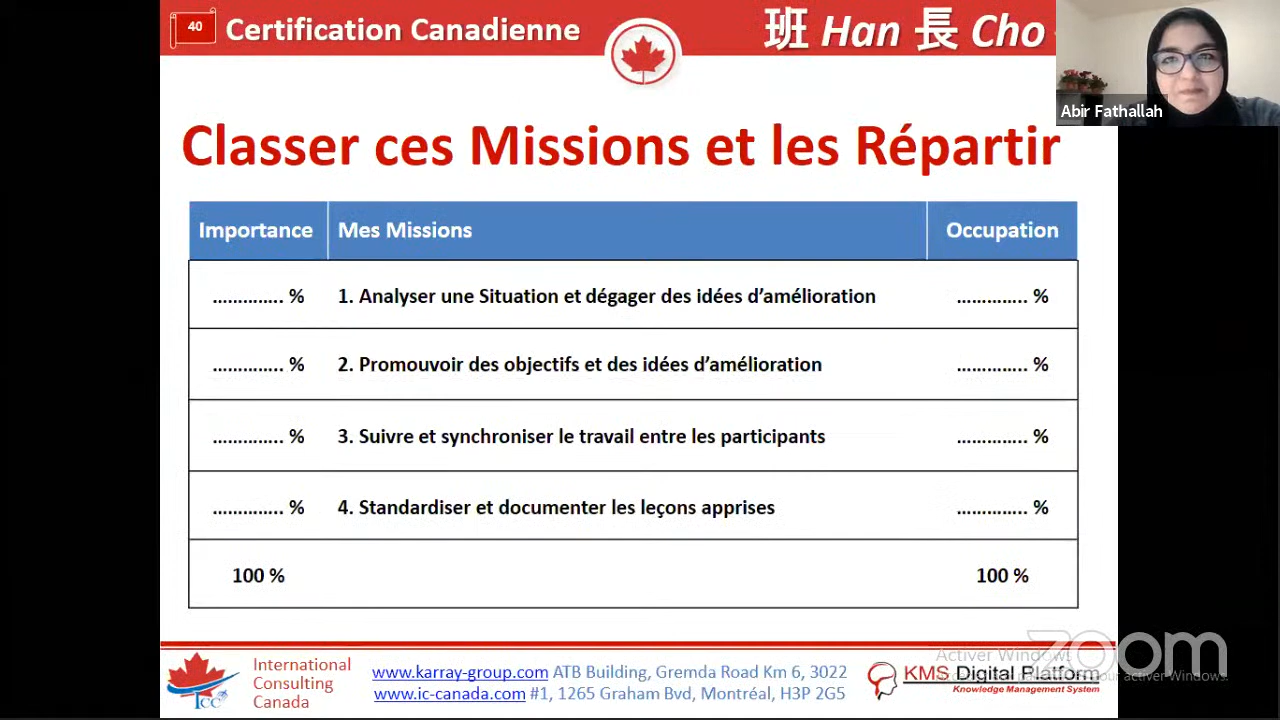 40
Certification Canadienne
班 Han 長 Cho
Abir Fathallah
Classer ces Missions et les Répartir
Importance Mes Missions Occupation
.............. % 1. Analyser une Situation et dégager des idées d’amélioration .............. %
.............. % 2. Promouvoir des objectifs et des idées d’amélioration .............. %
.............. % 3. Suivre et synchroniser le travail entre les participants .............. %
.............. % 4. Standardiser et documenter les leçons apprises .............. %
100 % 100 %
ICC
International
Consulting
Canada
www.karray-group.com ATB Building, Gremda Road Km 6, 3022
www.ic-canada.com #1, 1265 Graham Bvd, Montréal, H3P 2G5
KMS Digital Platform
Knowledge Management System
Activer Windows
our activer Windows.
zoom